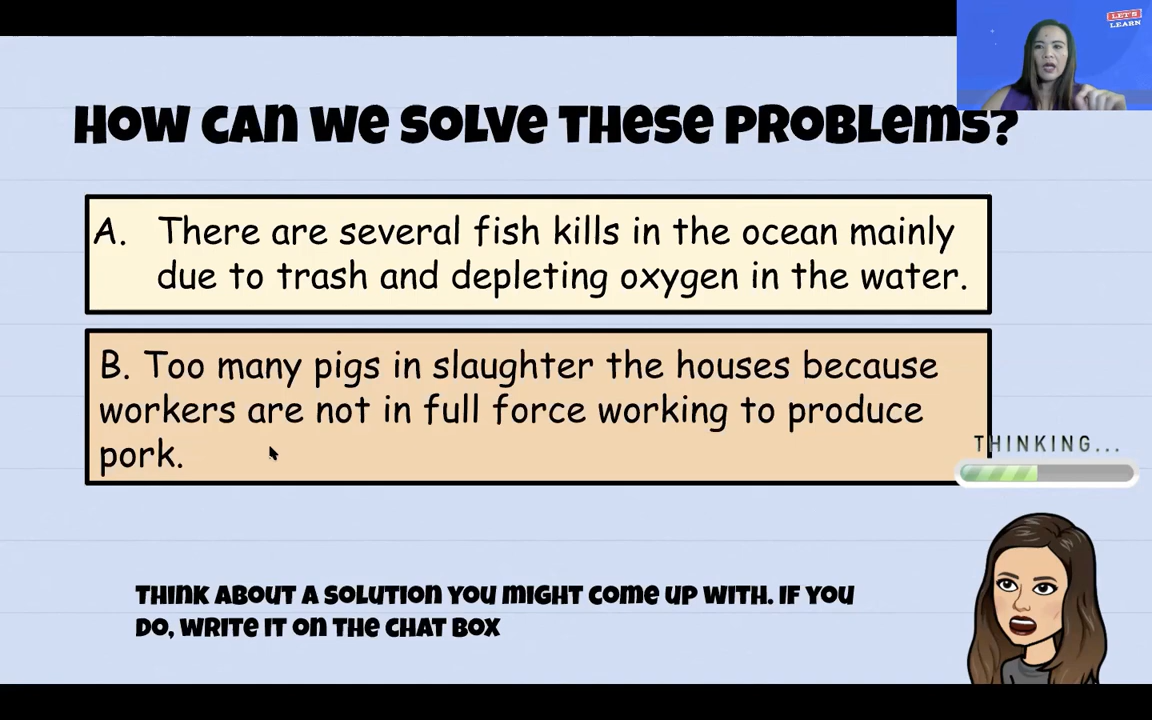 LET'S
LEARN
HOW CAN WE SOLVE THESE PROBLEMS?
A. There are several fish kills in the ocean mainly
due to trash and depleting oxygen in the water.
B. Too many pigs in slaughter the houses because
workers are not in full force working to produce
pork.
THINKING...
THINK ABOUT A SOLUTION YOU MIGHT COME UP WITH. IF YOU
DO, WRITE IT ON THE CHAT BOX